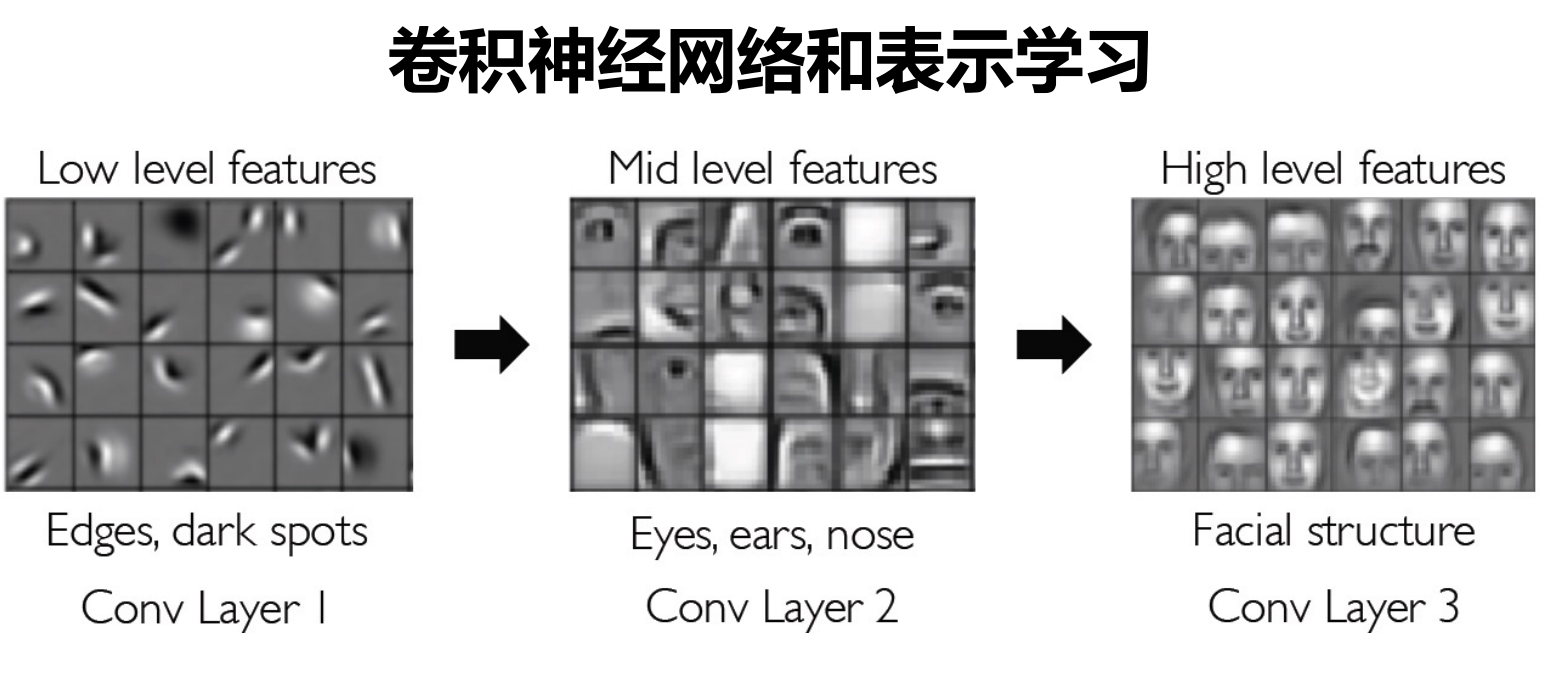 卷积神经网络和表示学习
Low level features
Mid level features
High level features
Edges, dark spots
Eyes, ears, nose
Facial structure
Conv Layer 1
Conv Layer 2
Conv Layer 3